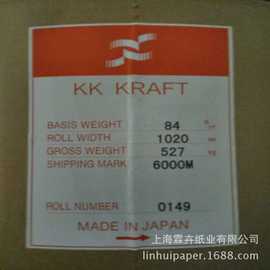 KK KRAFT
BASIS WEIGHT 84
ROLL WIDTH 1020
GROSS WEIGHT 527
SHIPPING MARK 6000M
ROLL NUMBER 0149
MADE IN JAPAN
上海霖卉纸业有限公司
linhuipaper.1688.com